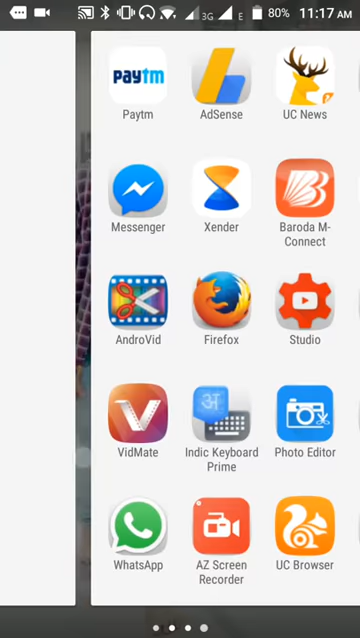 3G
E
80%
11:17 AM
paytm
Paytm
AdSense
UC News
Messenger
Xender
Baroda M-
Connect
AndroVid
Firefox
Studio
अ
VidMate
Indic Keyboard
Prime
Photo Editor
WhatsApp
AZ Screen
Recorder
UC Browser